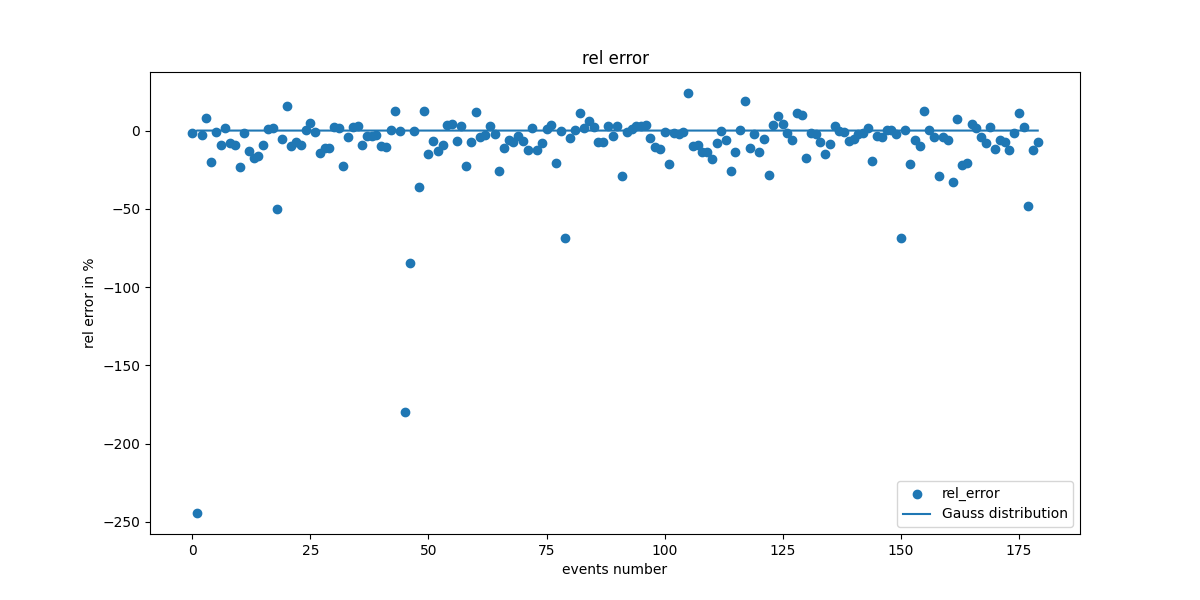 rel error
rel error in %
0
−50
−100
−150
−200
−250
0
25
50
75
100
125
150
175
events number
rel_error
Gauss distribution